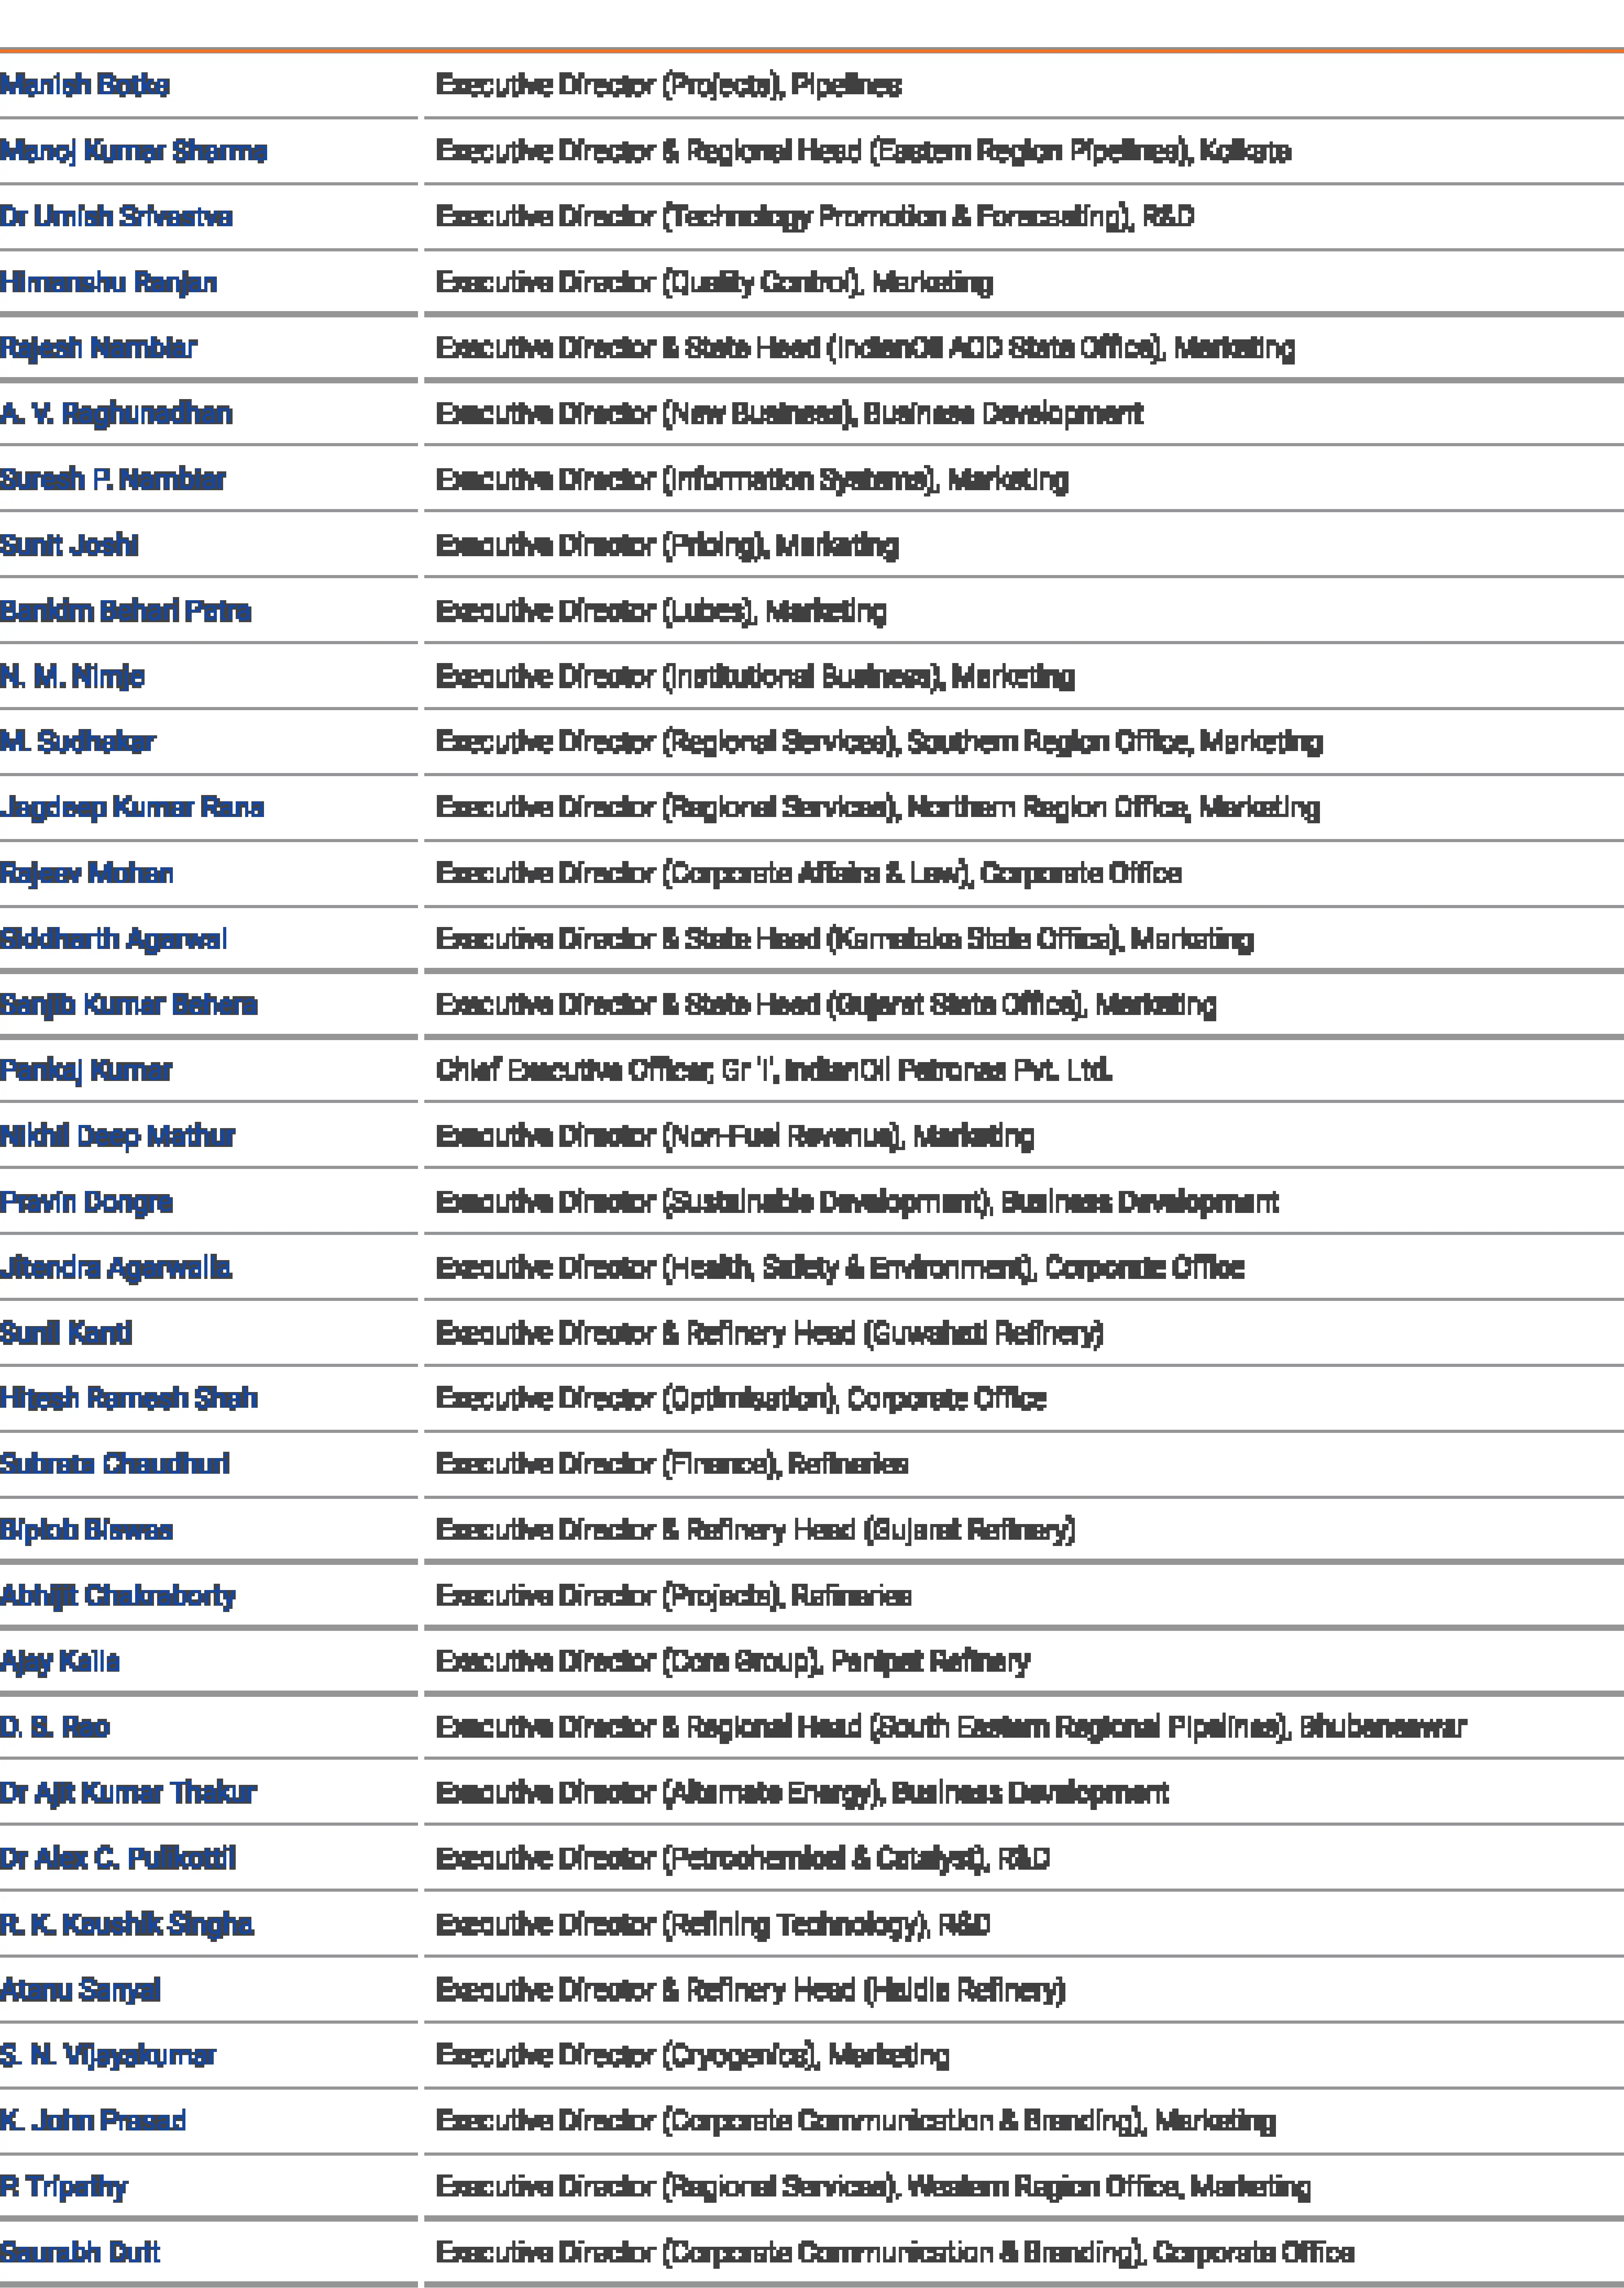 Manish Executive Director (Projects), Pipelines
Manoj Kumar Sharma Executive Director & Regional Head (Eastern Region Pipelines), Kolkata
Dr Umish Srivastva Executive Director (Technology Promotion & Forecasting), R&D
Himanshu Ranjan Executive Director (Quality Control), Marketing
Rajesh Nambiar Executive Director & State Head (IndianOil AOD State Office), Marketing
A. V. Raghunadhan Executive Director (New Business), Business Development
Suresh P. Nambiar Executive Director (Information Systems), Marketing
Sunit Joshi Executive Director (Pricing), Marketing
Bankim Behari Patra Executive Director (Lubes), Marketing
N. M. Nimje Executive Director (Institutional Business), Marketing
M. Sudhakar Executive Director (Regional Services), Southern Region Office, Marketing
Jagdeep Kumar Rana Executive Director (Regional Services), Northern Region Office, Marketing
Rajeev Mohan Executive Director (Corporate Affairs & Law), Corporate Office
Siddharth Agarwal Executive Director & State Head (Karnataka State Office), Marketing
Sanjib Kumar Behera Executive Director & State Head (Gujarat State Office), Marketing
Pankaj Kumar Chief Executive Officer, Gr 'I', IndianOil Petronas Pvt. Ltd.
Nikhil Deep Mathur Executive Director (Non-Fuel Revenue), Marketing
Pravin Dongre Executive Director (Sustainable Development), Business Development
Jitendra Agarwalla Executive Director (Health, Safety & Environment), Corporate Office
Sunil Kanti Executive Director & Refinery Head (Guwahati Refinery)
Hitesh Ramesh Shah Executive Director (Optimisation), Corporate Office
Subrata Chaudhuri Executive Director (Finance), Refineries
Biplob Biswas Executive Director & Refinery Head (Gujarat Refinery)
Abhijit Chakraborty Executive Director (Projects), Refineries
Ajay Kaila Executive Director (Core Group), Panipat Refinery
D. B. Rao Executive Director & Regional Head (South Eastern Regional Pipelines), Bhubaneswar
Dr Ajit Kumar Thakur Executive Director (Alternate Energy), Business Development
Dr Alex C. Pulikottil Executive Director (Petrochemical & Catalyst), R&D
R. K. Kaushik Singha Executive Director (Refining Technology), R&D
Atanu Sanyal Executive Director & Refinery Head (Haldia Refinery)
S. N. Vijayakumar Executive Director (Cryogenics), Marketing
K. John Prasad Executive Director (Corporate Communication & Branding), Marketing
P. Tripathy Executive Director (Regional Services), Western Region Office, Marketing
Saurabh Dutt Executive Director (Corporate Communication & Branding), Corporate Office